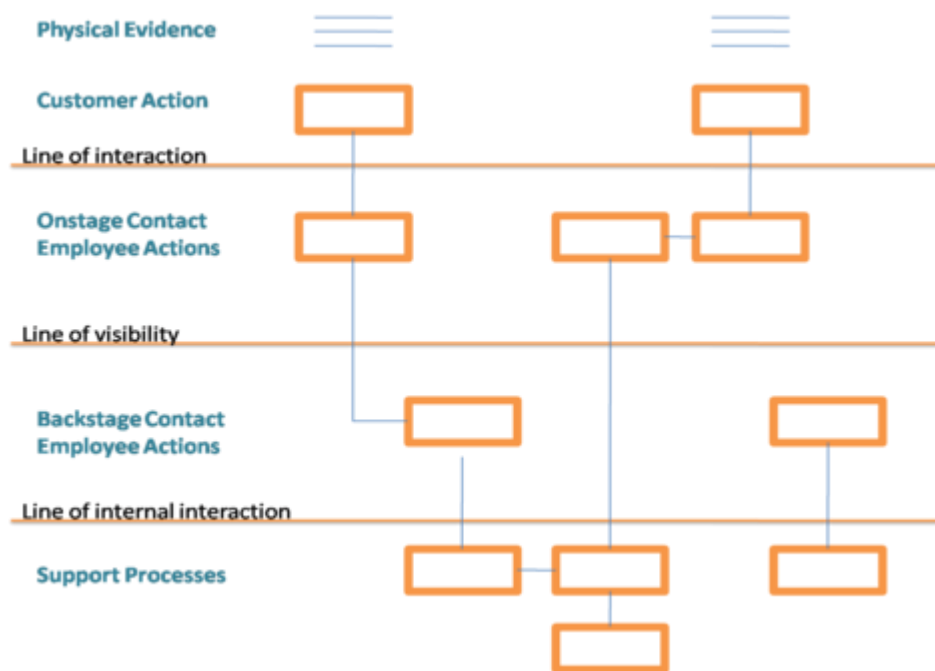 Physical Evidence
Customer Action
Line of interaction
Onstage Contact
Employee Actions
Line of visibility
Backstage Contact
Employee Actions
Line of internal interaction
Support Processes